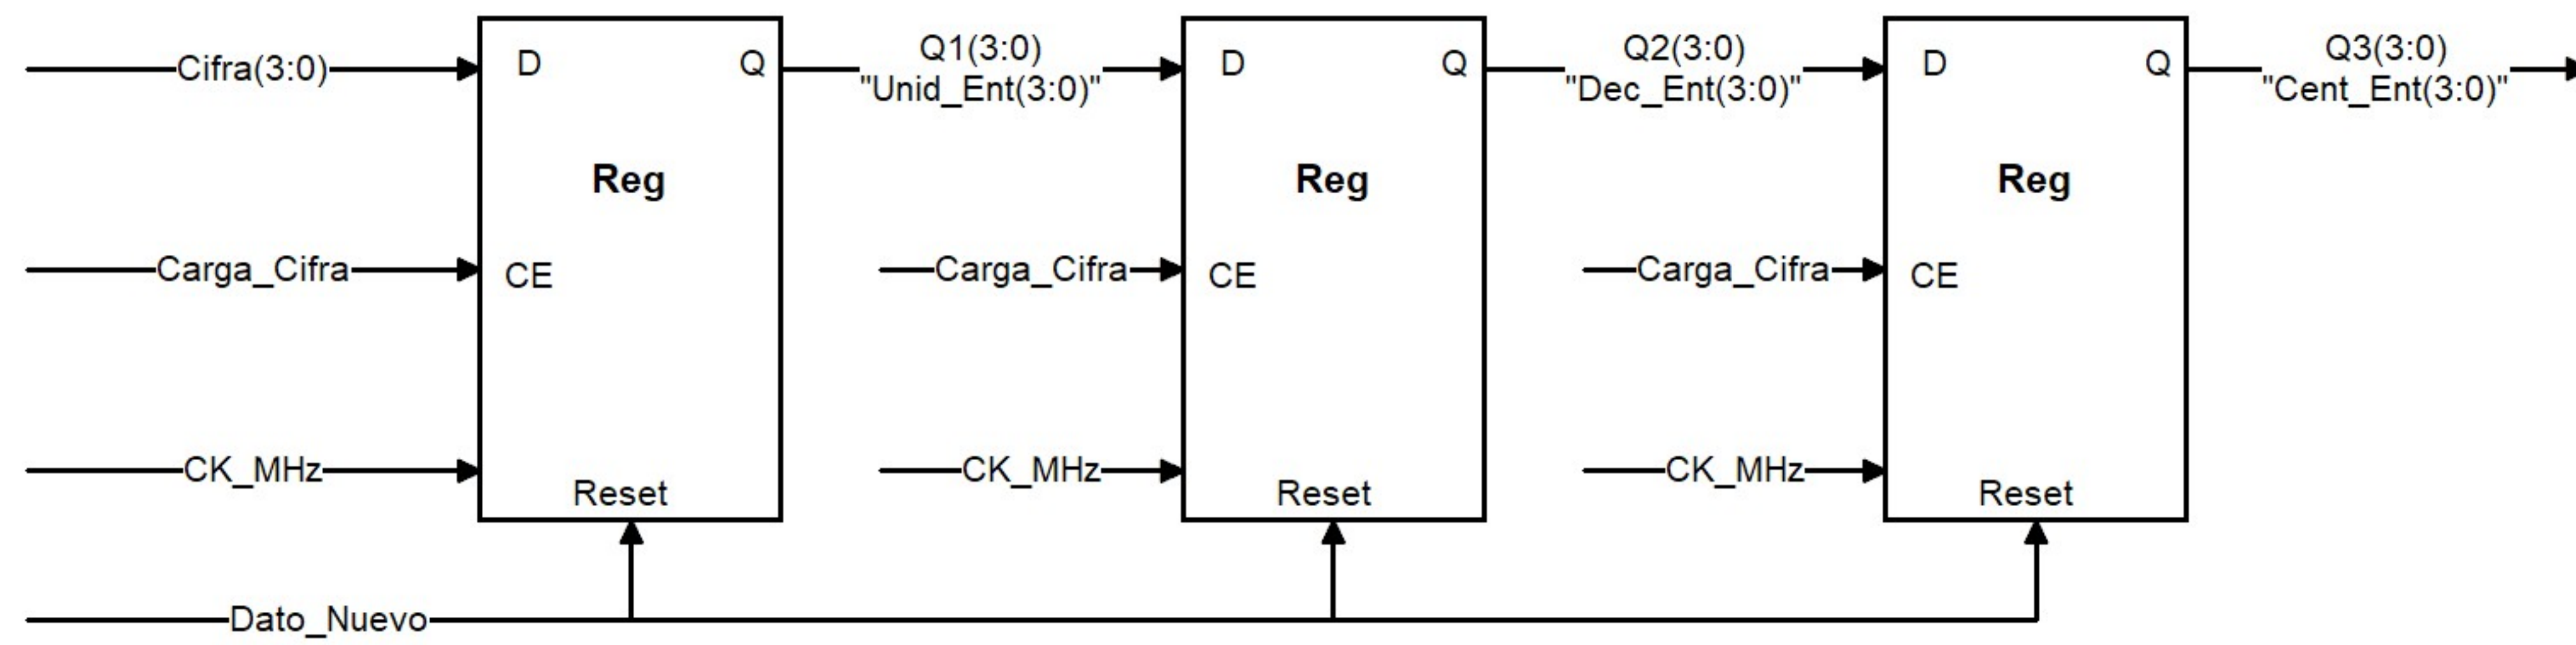 Cifra(3:0)
D
Q
Q1(3:0)
"Unid_Ent(3:0)"
D
Q
Q2(3:0)
"Dec_Ent(3:0)"
D
Q
Q3(3:0)
"Cent_Ent(3:0)"
Reg
Reg
Reg
Carga_Cifra
CE
Carga_Cifra
CE
Carga_Cifra
CE
CK_MHz
CK_MHz
CK_MHz
Reset
Reset
Reset
Dato_Nuevo